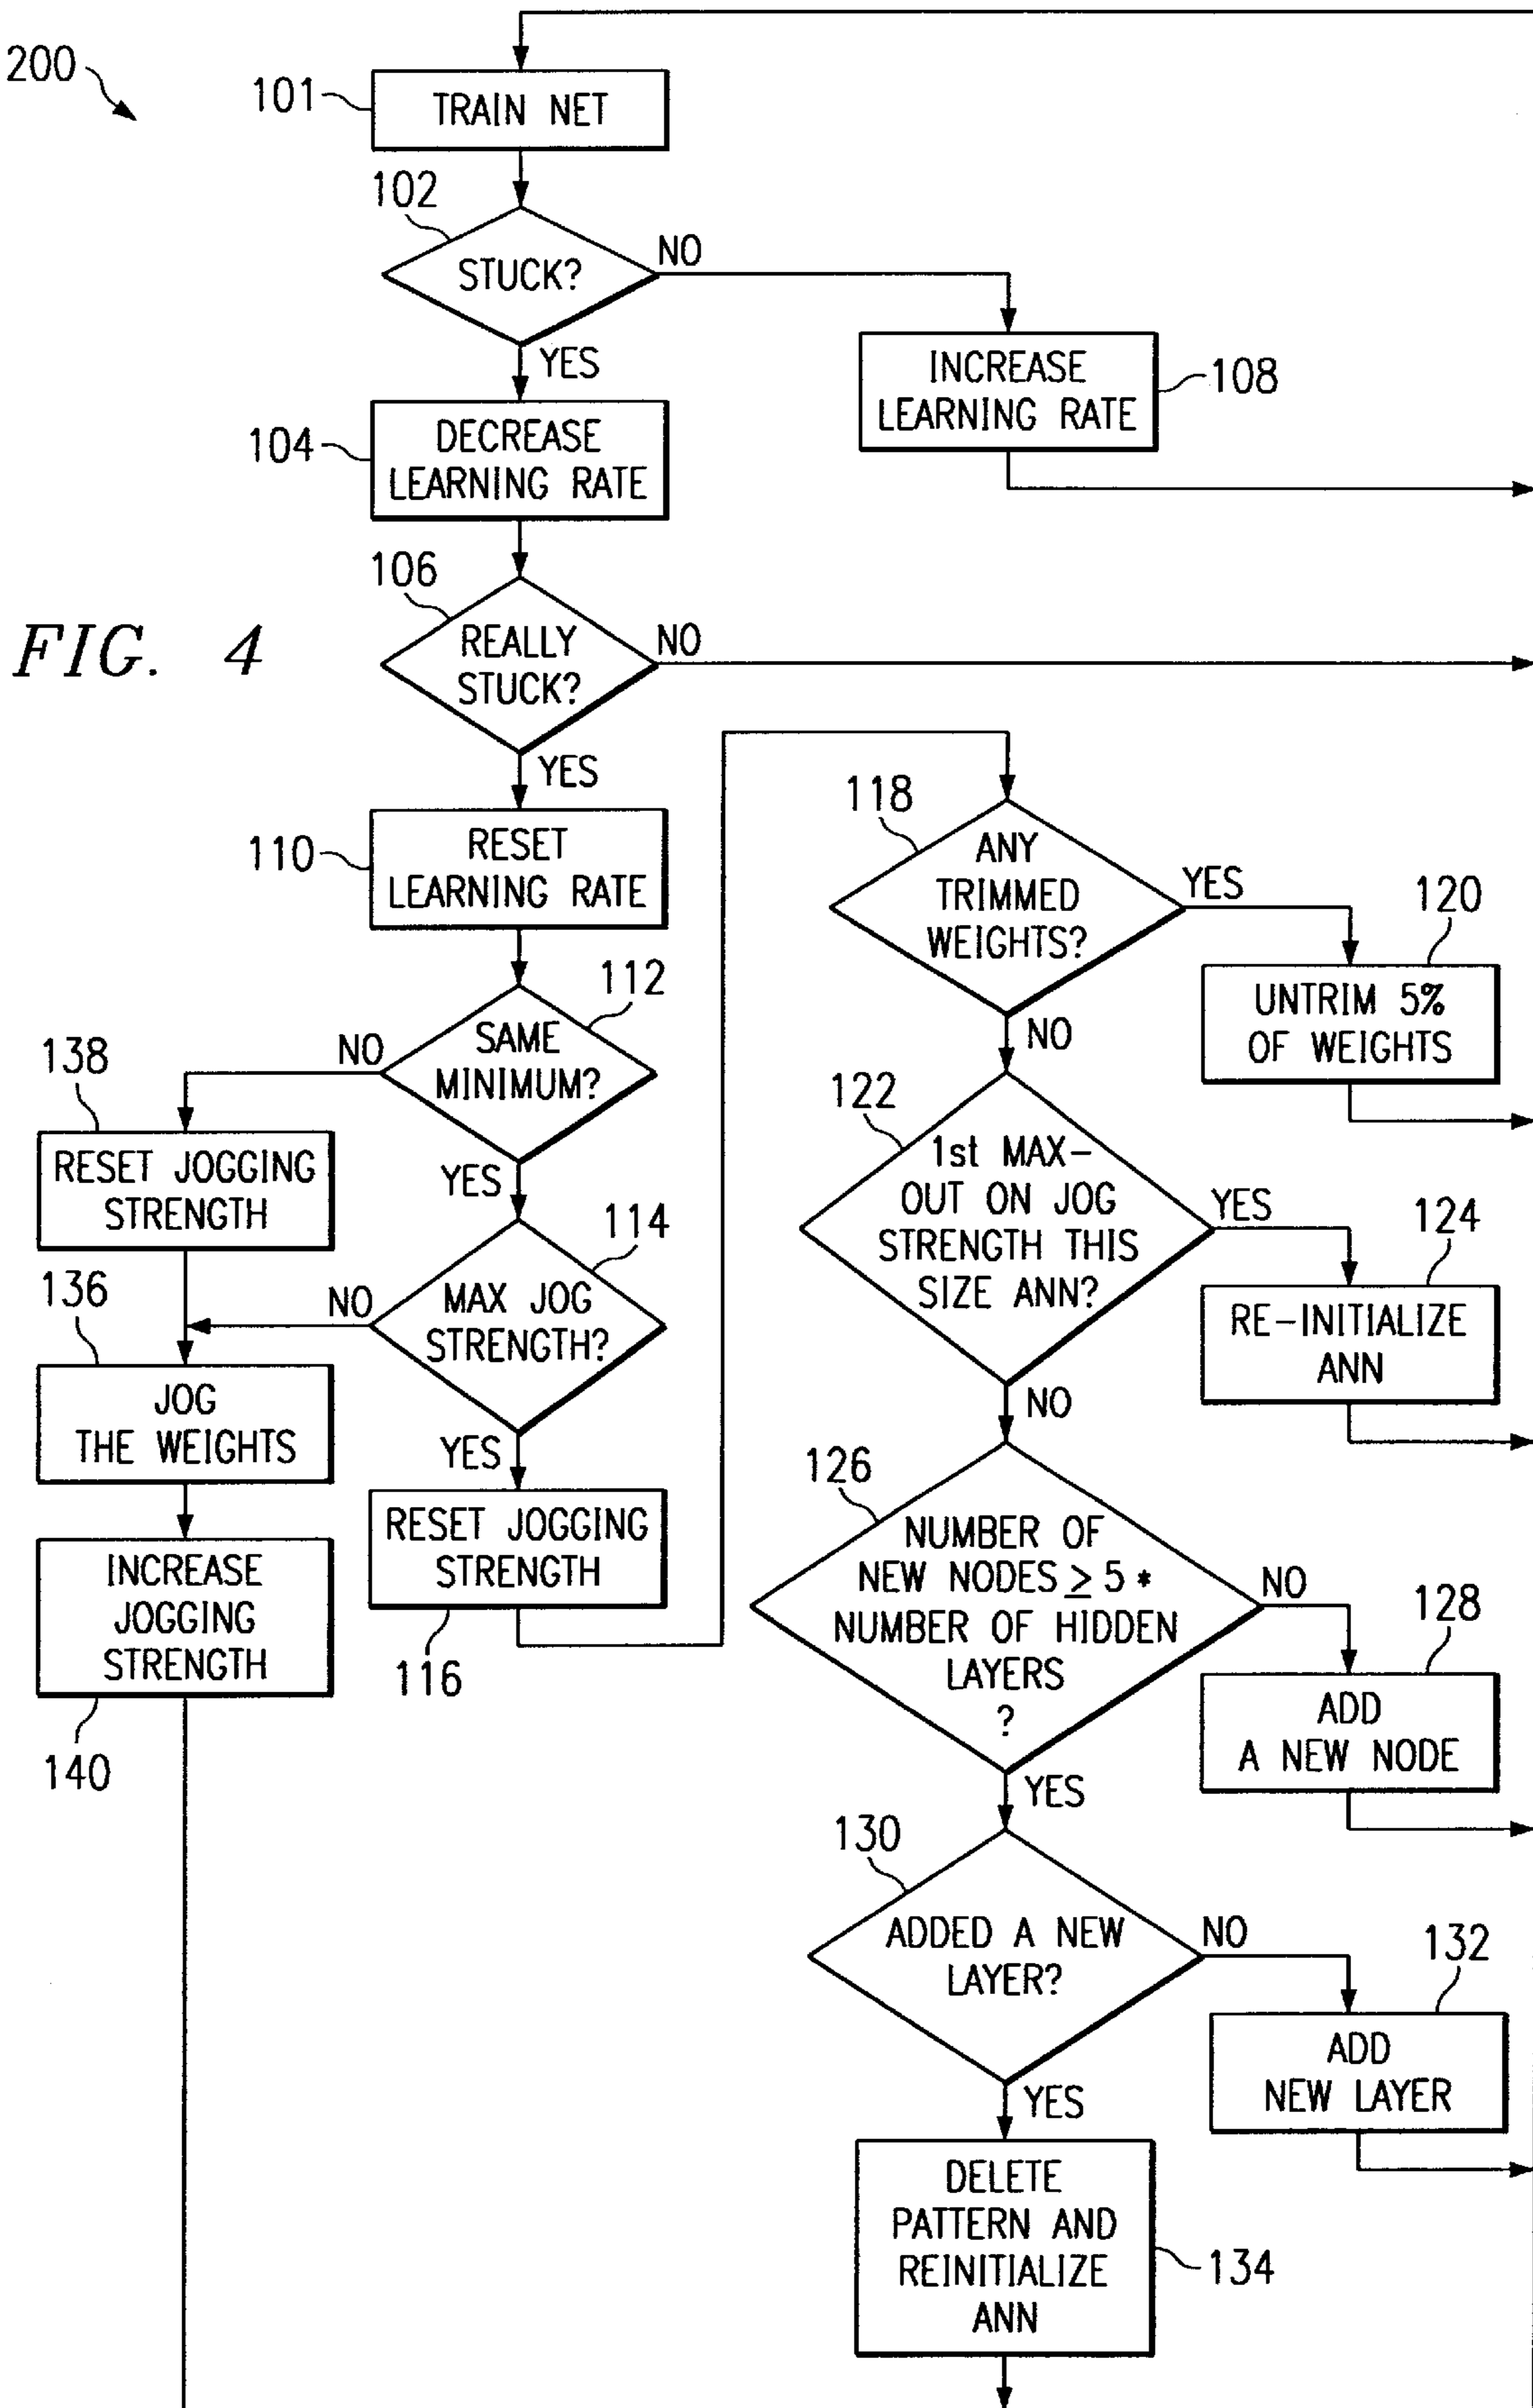 200
101
TRAIN NET
102
STUCK?
NO
YES
INCREASE
LEARNING RATE
108
104
DECREASE
LEARNING RATE
106
REALLY
STUCK?
NO
FIG. 4
YES
110
RESET
LEARNING RATE
118
ANY
TRIMMED
WEIGHTS?
YES
120
UNTRIM 5%
OF WEIGHTS
NO
112
SAME
MINIMUM?
NO
138
RESET JOGGING
STRENGTH
YES
122
1st MAX-
OUT ON JOG
STRENGTH THIS
SIZE ANN?
YES
124
RE-INITIALIZE
ANN
NO
114
MAX JOG
STRENGTH?
NO
136
JOG
THE WEIGHTS
YES
RESET JOGGING
STRENGTH
116
INCREASE
JOGGING
STRENGTH
140
126
NUMBER OF
NEW NODES ≥ 5 *
NUMBER OF HIDDEN
LAYERS
?
NO
128
ADD
A NEW NODE
YES
130
ADDED A NEW
LAYER?
NO
132
ADD
NEW LAYER
YES
DELETE
PATTERN AND
REINITIALIZE
ANN
134